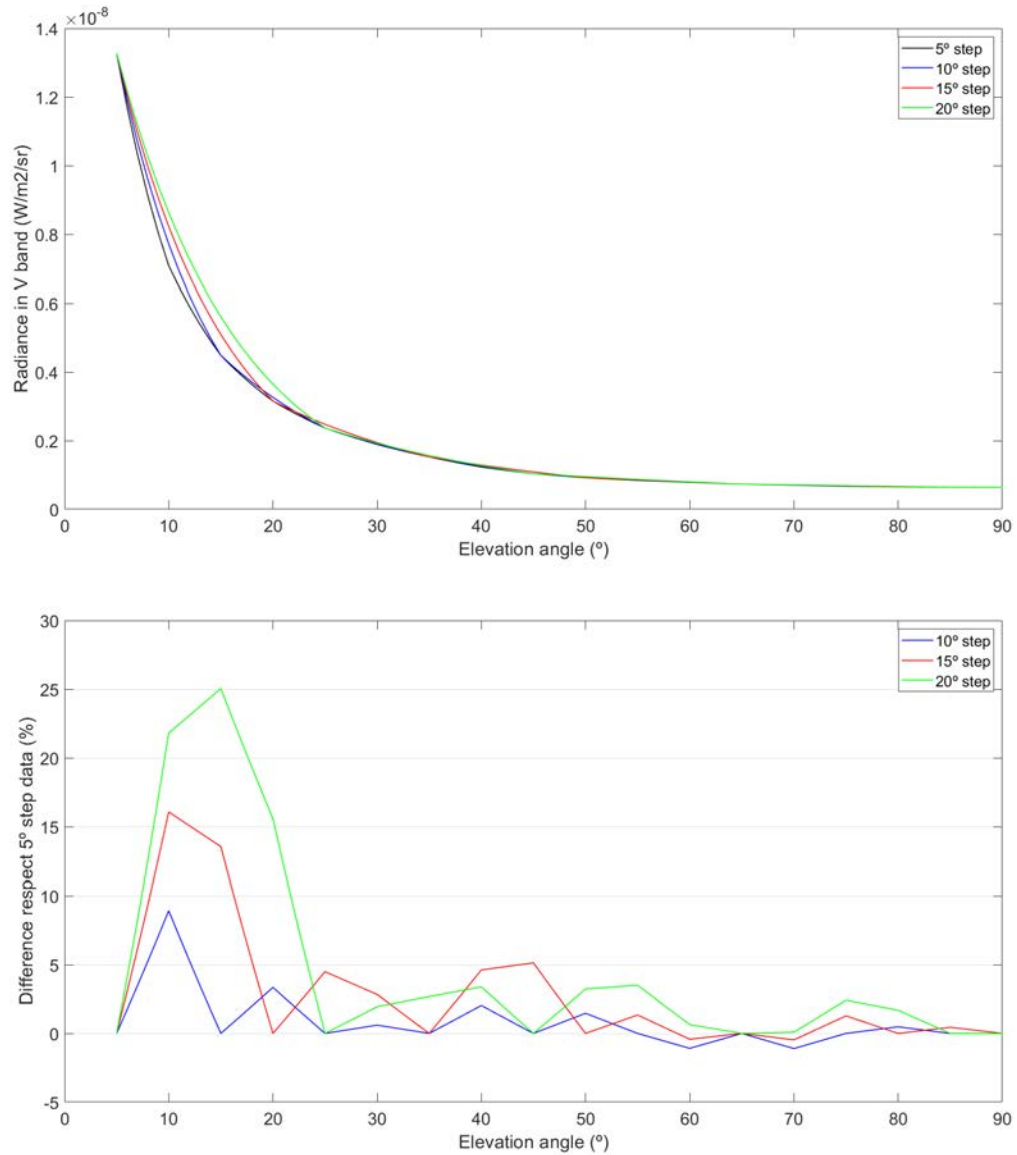 ×10⁻⁸
1.4
1.2
1
0.8
0.6
0.4
0.2
0
Radiance in V band (W/m2/sr)
5º step
10º step
15º step
20º step
0 10 20 30 40 50 60 70 80 90
Elevation angle (º)
30
25
20
15
10
5
0
-5
Difference respect 5º step data (%)
10º step
15º step
20º step
0 10 20 30 40 50 60 70 80 90
Elevation angle (º)